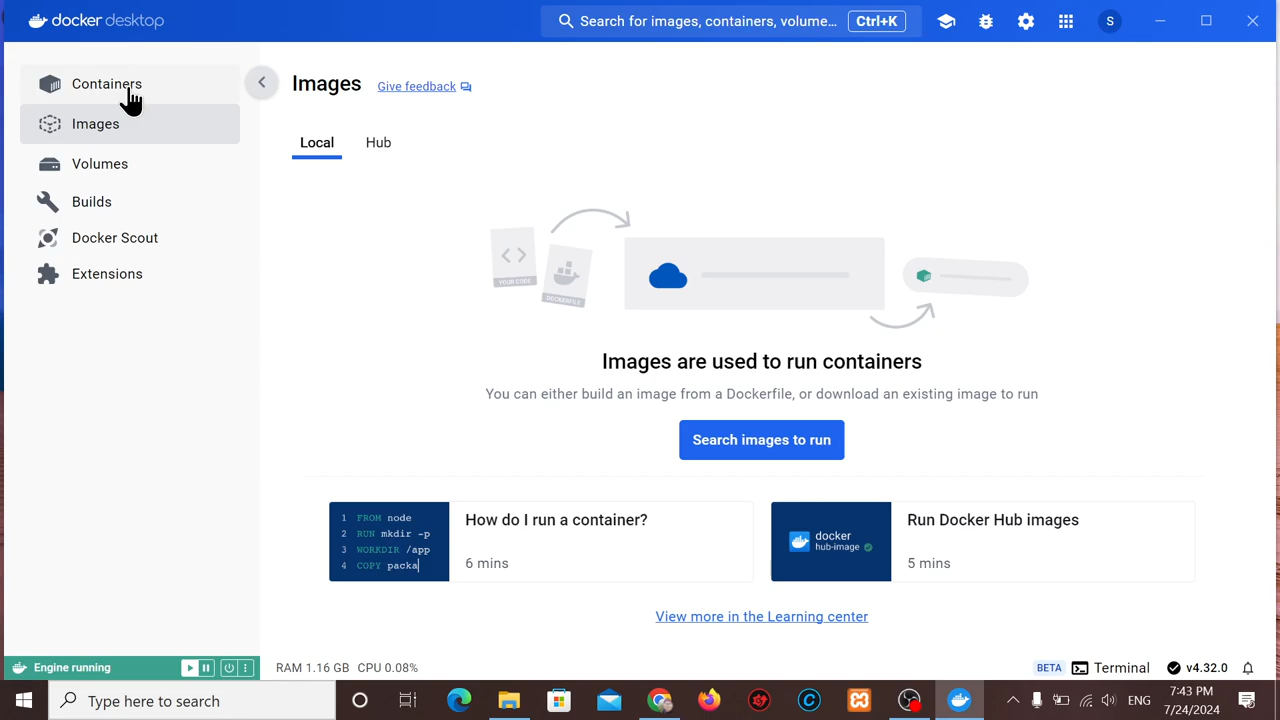 docker desktop
Search for images, containers, volume... Ctrl+K
S
Containers
Images
Volumes
Builds
Docker Scout
Extensions
Images Give feedback
Local Hub
YOUR CODE
DOCKERFILE
Images are used to run containers
You can either build an image from a Dockerfile, or download an existing image to run
Search images to run
1 FROM node
2 RUN mkdir -p
3 WORKDIR /app
4 COPY packa
How do I run a container?
6 mins
docker
hub-image
Run Docker Hub images
5 mins
View more in the Learning center
Engine running
RAM 1.16 GB CPU 0.08%
BETA Terminal v4.32.0
Type here to search
ENG
7:43 PM
7/24/2024